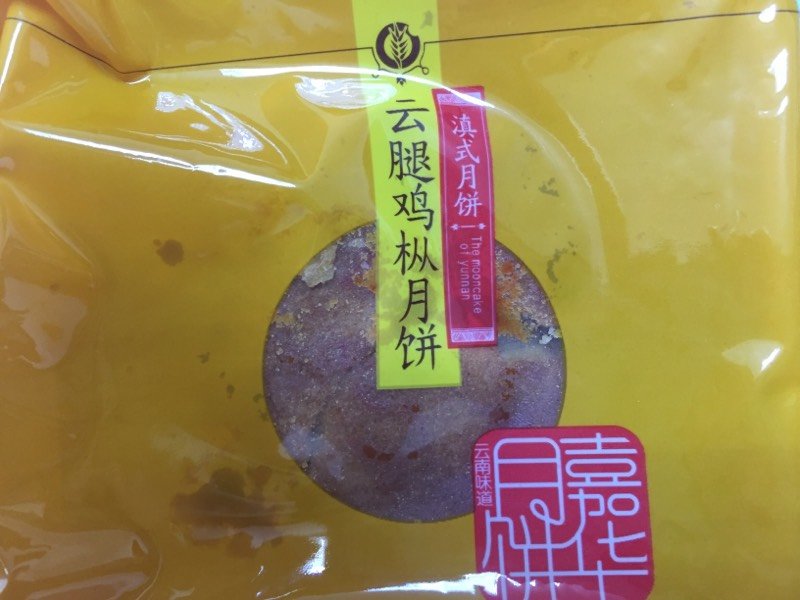 云腿鸡枞月饼
滇式月饼
The mooncake
of yunnan
嘉华
月饼
云南味道